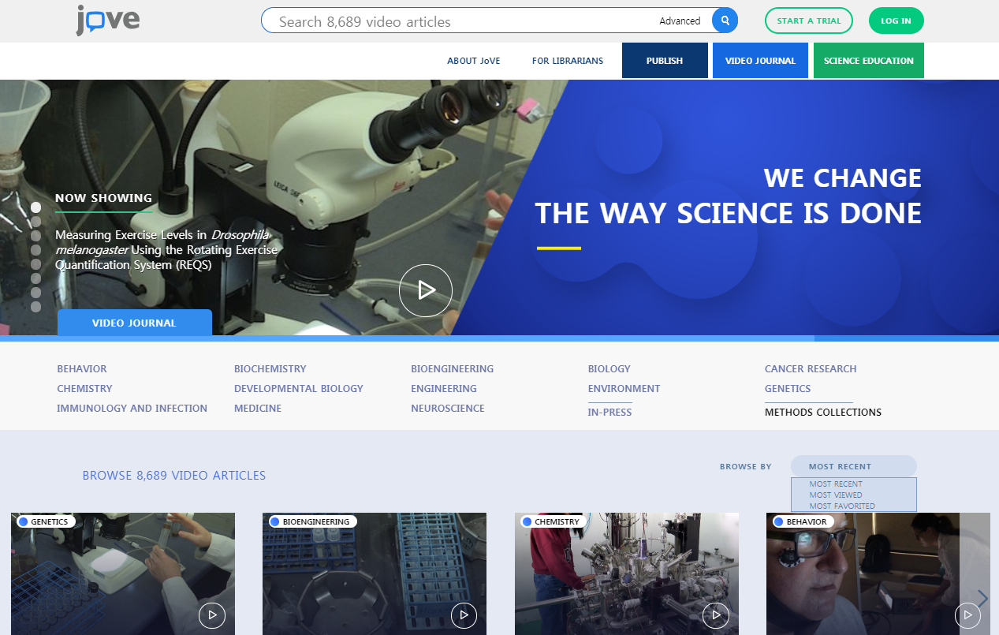 jove
Search 8,689 video articles
Advanced
START A TRIAL
LOG IN
ABOUT JoVE
FOR LIBRARIANS
PUBLISH
VIDEO JOURNAL
SCIENCE EDUCATION
LEICA
Leica
NOW SHOWING
Measuring Exercise Levels in Drosophila
melanogaster Using the Rotating Exercise
Quantification System (REQS)
VIDEO JOURNAL
WE CHANGE
THE WAY SCIENCE IS DONE
BEHAVIOR
BIOCHEMISTRY
BIOENGINEERING
BIOLOGY
CANCER RESEARCH
CHEMISTRY
DEVELOPMENTAL BIOLOGY
ENGINEERING
ENVIRONMENT
GENETICS
IMMUNOLOGY AND INFECTION
MEDICINE
NEUROSCIENCE
IN-PRESS
METHODS COLLECTIONS
BROWSE 8,689 VIDEO ARTICLES
BROWSE BY
MOST RECENT
MOST RECENT
MOST VIEWED
MOST FAVORITED
GENETICS
BIOENGINEERING
CHEMISTRY
BEHAVIOR